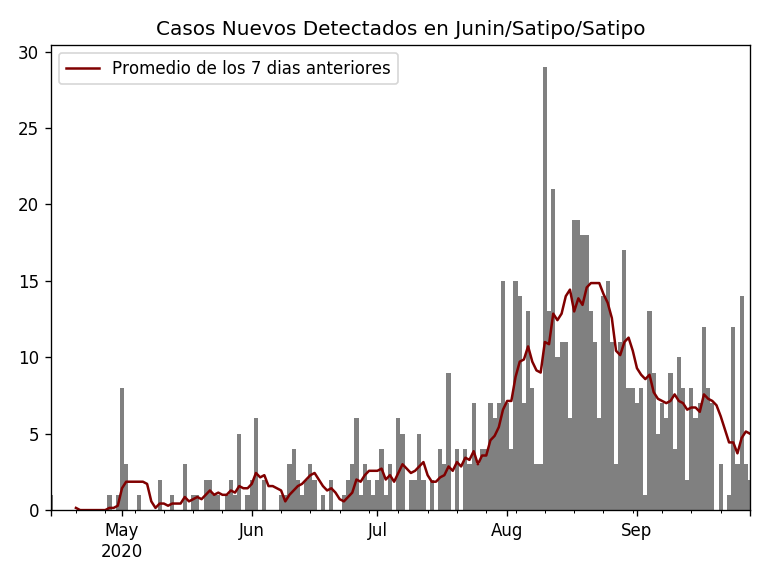 Casos Nuevos Detectados en Junin/Satipo/Satipo
Promedio de los 7 dias anteriores
30
25
20
15
10
5
0
May
2020
Jun
Jul
Aug
Sep